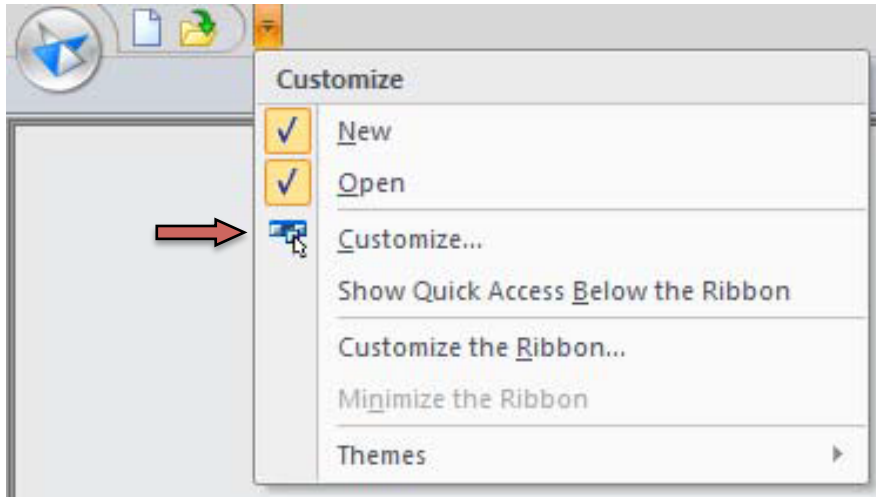 Customize
New
Open
Customize...
Show Quick Access Below the Ribbon
Customize the Ribbon...
Minimize the Ribbon
Themes